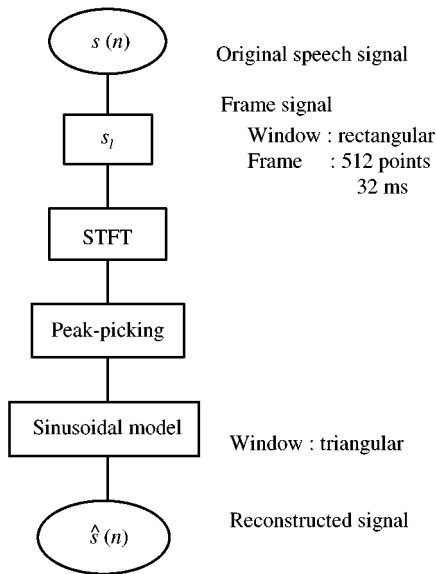 s (n)
Original speech signal
Frame signal
Window : rectangular
s_l
Frame : 512 points
32 ms
STFT
Peak-picking
Sinusoidal model
Window : triangular
ŝ (n)
Reconstructed signal